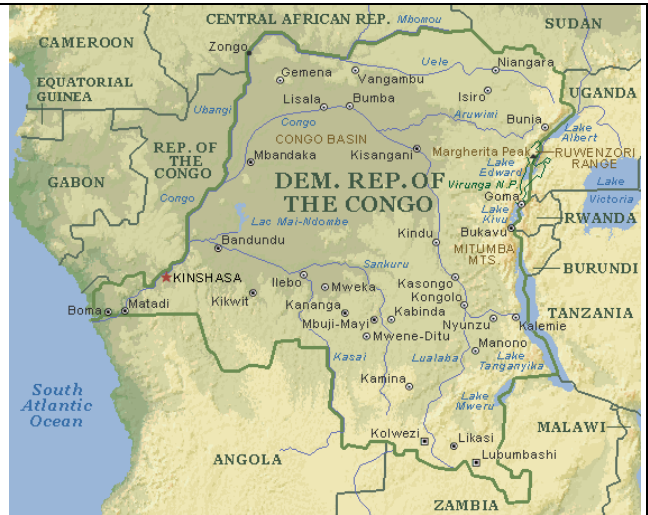 CENTRAL AFRICAN REP.
Mbomou
SUDAN
CAMEROON
Zongo
Uele
Niangara
Gemena
Vangambu
EQUATORIAL
GUINEA
UGANDA
Isiro
Lisala
Bumba
Ubangi
Congo
Aruwimi
Bunia
Lake
Albert
REP. OF
THE
CONGO
CONGO BASIN
Mbandaka
Kisangani
Margherita Peak
RUWENZORI
RANGE
Lake
Edward
GABON
DEM. REP. OF
THE CONGO
Virunga N.P.
Lake
Victoria
Congo
Goma
Lake
Kivu
RWANDA
Lac Mai-Ndombe
Bukavu
Kindu
MITUMBA
MTS.
Bandundu
BURUNDI
Sankuru
KINSHASA
Ilebo
Mweka
Kasongo
Kongolo
Kikwit
Kananga
TANZANIA
Boma
Matadi
Mbuji-Mayi
Kabinda
Nyunzu
Kalemie
Mwene-Ditu
Manono
Kasai
Lualaba
Lake
Tanganyika
Kamina
South
Atlantic
Ocean
Lake
Mweru
MALAWI
Kolwezi
Likasi
ANGOLA
Lubumbashi
ZAMBIA